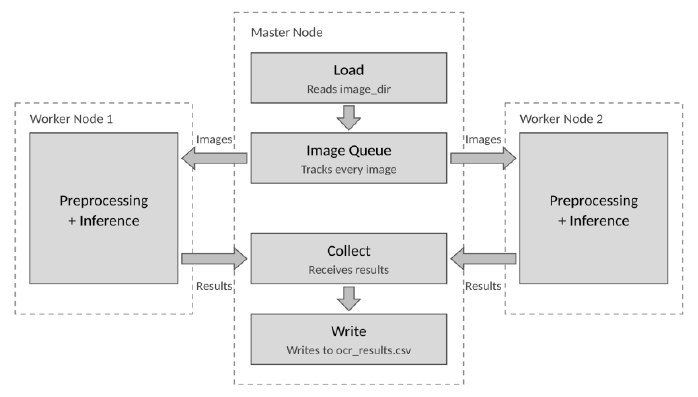 Master Node
Load
Reads image_dir
Worker Node 1
Images
Image Queue
Tracks every image
Images
Worker Node 2
Preprocessing
+ Inference
Preprocessing
+ Inference
Collect
Receives results
Results
Results
Write
Writes to ocr_results.csv